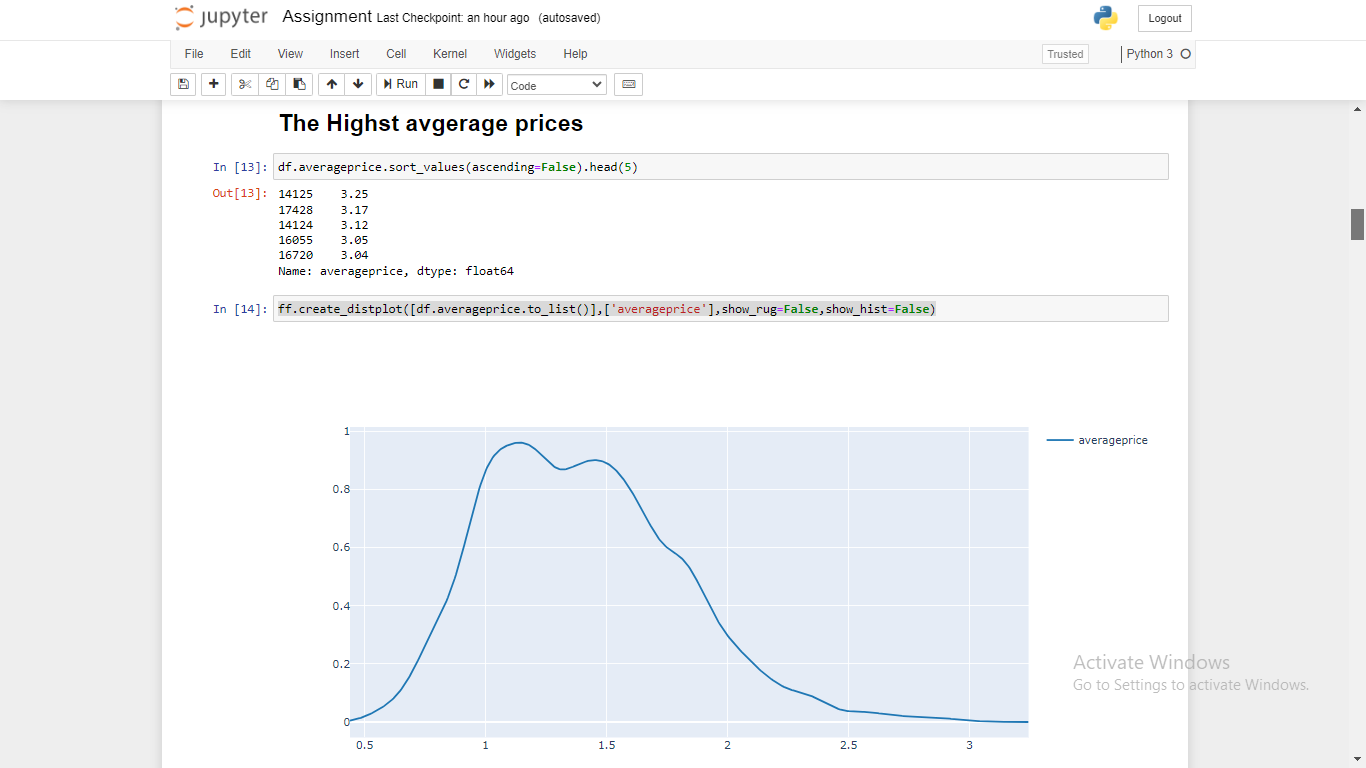 jupyter Assignment Last Checkpoint: an hour ago (autosaved) Logout
File Edit View Insert Cell Kernel Widgets Help Trusted Python 3
Run Code
The Highst avgerage prices
In [13]: df.averageprice.sort_values(ascending=False).head(5)
Out[13]: 14125 3.25
17428 3.17
14124 3.12
16055 3.05
16720 3.04
Name: averageprice, dtype: float64
In [14]: ff.create_distplot([df.averageprice.to_list()],['averageprice'],show_rug=False,show_hist=False)
1
averageprice
0.8
0.6
0.4
0.2
0
0.5 1 1.5 2 2.5 3
Activate Windows
Go to Settings to activate Windows.